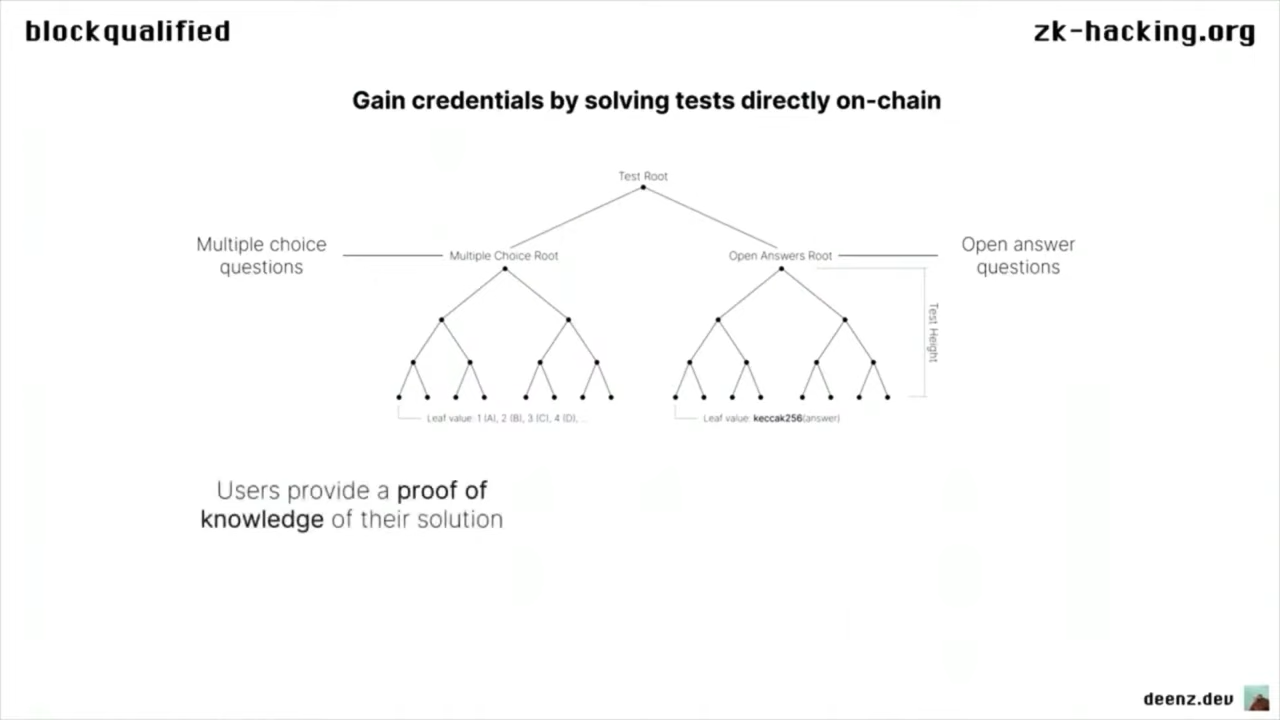 blockqualified
zk-hacking.org
Gain credentials by solving tests directly on-chain
Test Root
Multiple choice
questions
Multiple Choice Root
Open Answers Root
Open answer
questions
Test Height
Leaf value: 1 (A), 2 (B), 3 (C), 4 (D), ...
Leaf value: keccak256(answer)
Users provide a proof of
knowledge of their solution
deenz.dev